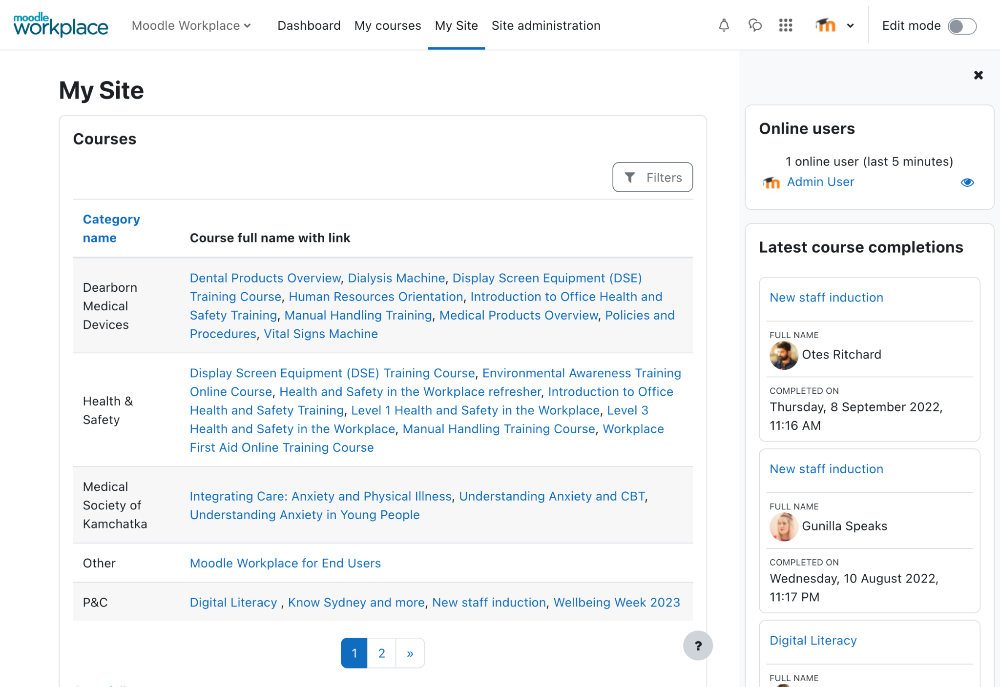 moodle
workplace
Moodle Workplace
Dashboard
My courses
My Site
Site administration
Edit mode
My Site
Courses
Filters
Category
name
Course full name with link
Dearborn
Medical
Devices
Dental Products Overview, Dialysis Machine, Display Screen Equipment (DSE)
Training Course, Human Resources Orientation, Introduction to Office Health and
Safety Training, Manual Handling Training, Medical Products Overview, Policies and
Procedures, Vital Signs Machine
Health &
Safety
Display Screen Equipment (DSE) Training Course, Environmental Awareness Training
Online Course, Health and Safety in the Workplace refresher, Introduction to Office
Health and Safety Training, Level 1 Health and Safety in the Workplace, Level 3
Health and Safety in the Workplace, Manual Handling Training Course, Workplace
First Aid Online Training Course
Medical
Society of
Kamchatka
Integrating Care: Anxiety and Physical Illness, Understanding Anxiety and CBT,
Understanding Anxiety in Young People
Other
Moodle Workplace for End Users
P&C
Digital Literacy , Know Sydney and more, New staff induction, Wellbeing Week 2023
1
2
»
?
Online users
1 online user (last 5 minutes)
Admin User
Latest course completions
New staff induction
FULL NAME
Otes Ritchard
COMPLETED ON
Thursday, 8 September 2022,
11:16 AM
New staff induction
FULL NAME
Gunilla Speaks
COMPLETED ON
Wednesday, 10 August 2022,
11:17 PM
Digital Literacy
FULL NAME